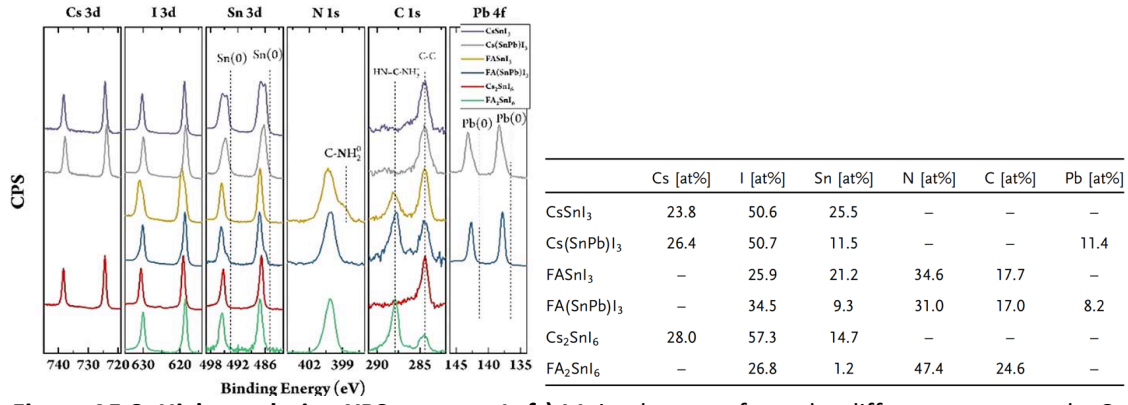 Cs 3d I 3d Sn 3d N 1s C 1s Pb 4f
CsSnI3
Cs(SnPb)I3
FASnI3
FA(SnPb)I3
Cs2SnI6
FA2SnI6
Sn(0) Sn(0)
C-C
HN-C-NH2+
Pb(0) Pb(0)
C-NH2 0
CPS
740 730 720 620 498 492 486 402 399 290 285 145 140 135
Binding Energy (eV)
Cs [at%] I [at%] Sn [at%] N [at%] C [at%] Pb [at%]
CsSnI3 23.8 50.6 25.5 – – –
Cs(SnPb)I3 26.4 50.7 11.5 – – 11.4
FASnI3 – 25.9 21.2 34.6 17.7 –
FA(SnPb)I3 – 34.5 9.3 31.0 17.0 8.2
Cs2SnI6 28.0 57.3 14.7 – – –
FA2SnI6 – 26.8 1.2 47.4 24.6 –